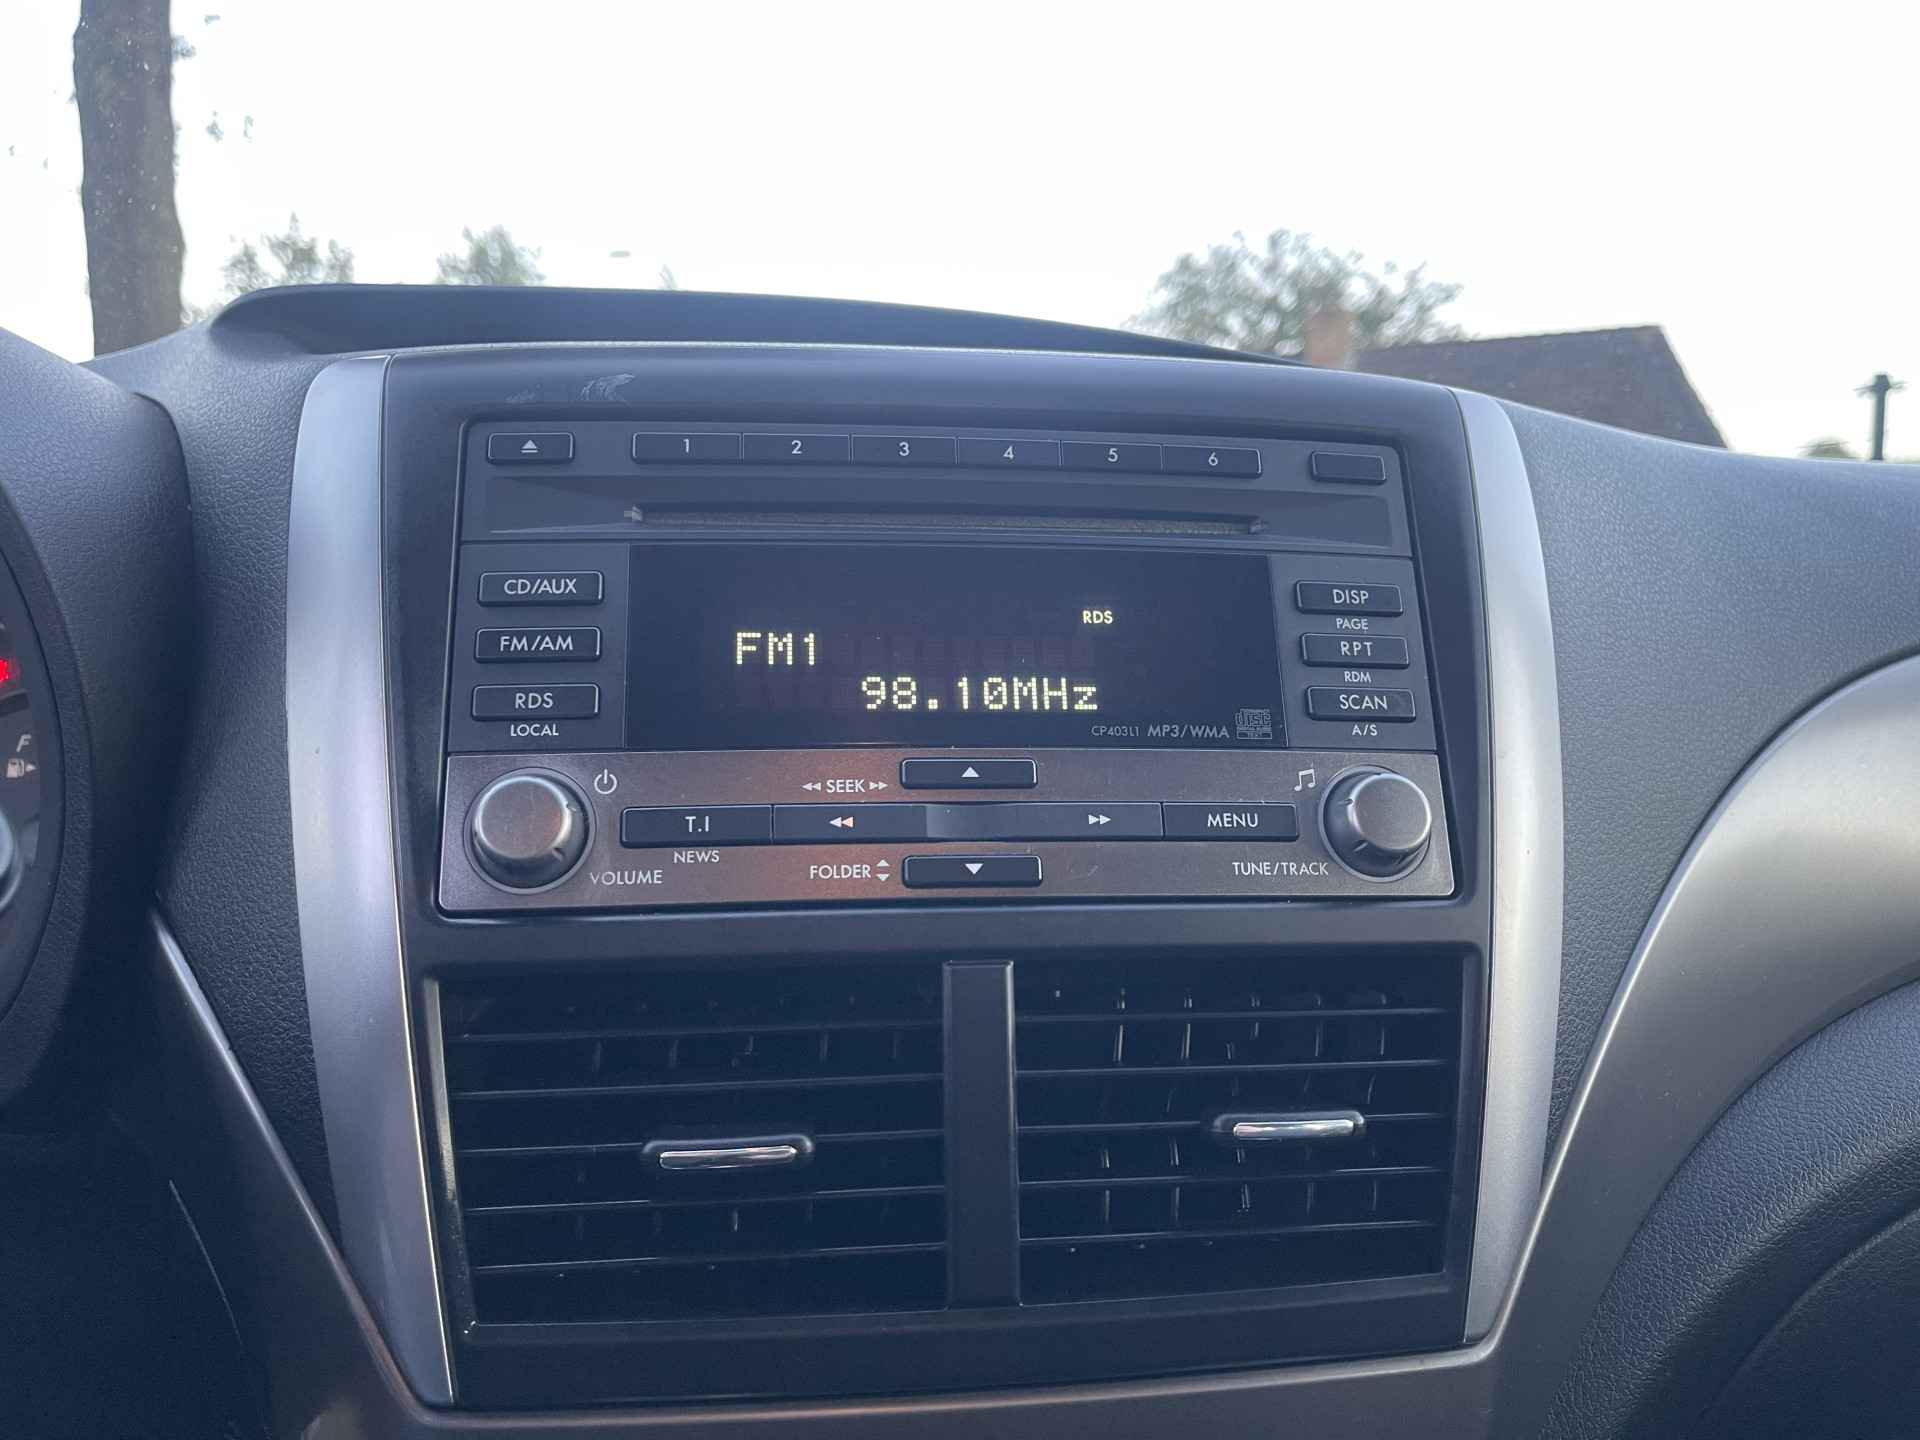 1 2 3 4 5 6
CD/AUX
FM/AM
RDS
LOCAL
RDS
FM1
98.10MHz
CP403L1 MP3/WMA
disc
DISP
PAGE
RPT
RDM
SCAN
A/S
SEEK
T.I
NEWS
MENU
VOLUME
FOLDER
TUNE/TRACK
F